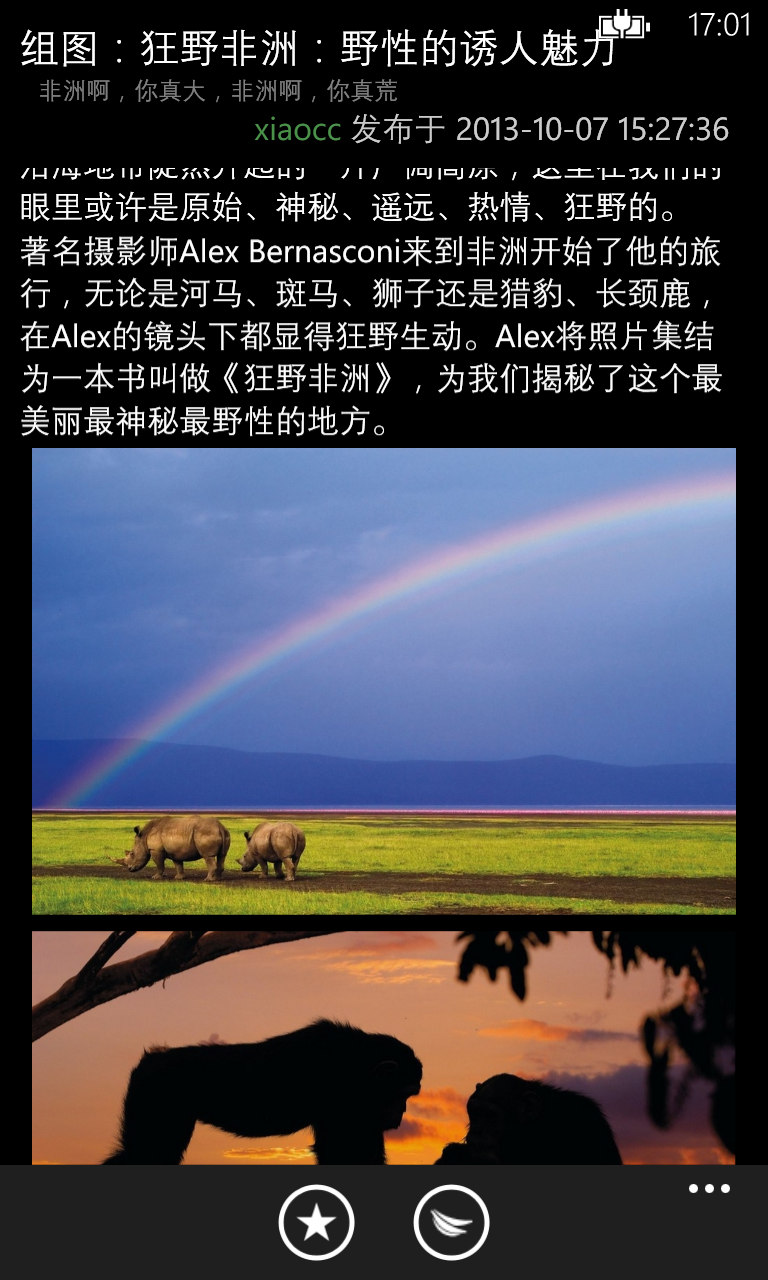 17:01
组图：狂野非洲：野性的诱人魅力
非洲啊，你真大，非洲啊，你真荒
xiaocc 发布于 2013-10-07 15:27:36
眼里或许是原始、神秘、遥远、热情、狂野的。
著名摄影师Alex Bernasconi来到非洲开始了他的旅
行，无论是河马、斑马、狮子还是猎豹、长颈鹿，
在Alex的镜头下都显得狂野生动。Alex将照片集结
为一本书叫做《狂野非洲》，为我们揭秘了这个最
美丽最神秘最野性的地方。